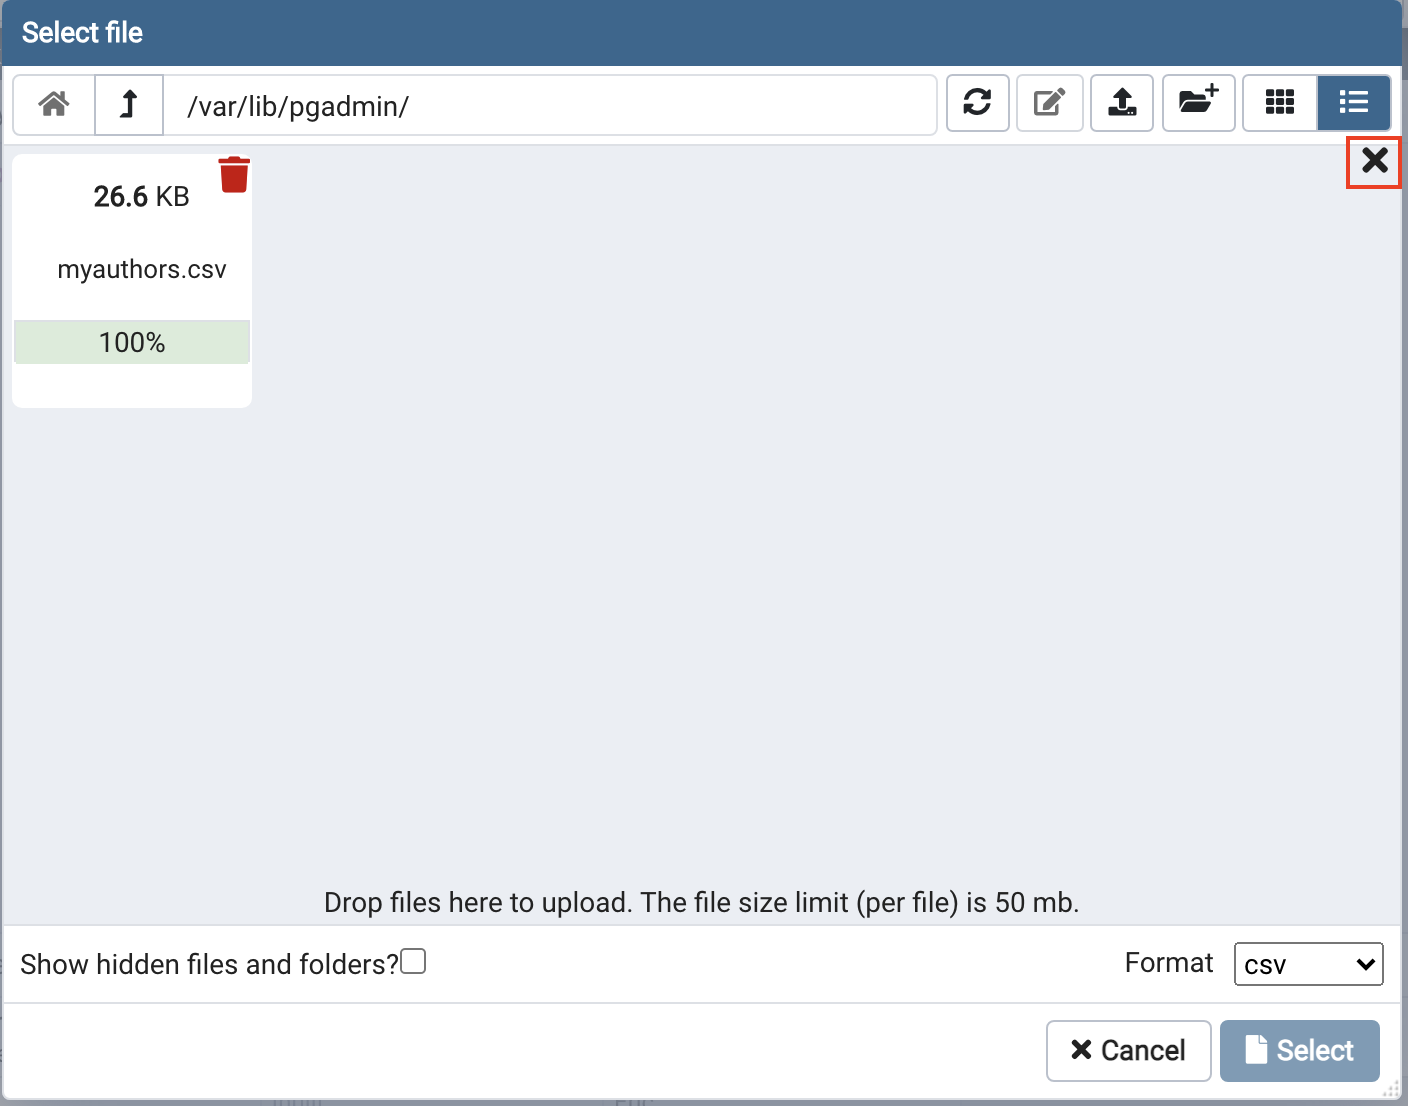 Select file
/var/lib/pgadmin/
26.6 KB
myauthors.csv
100%
Drop files here to upload. The file size limit (per file) is 50 mb.
Show hidden files and folders?
Format csv
Cancel Select